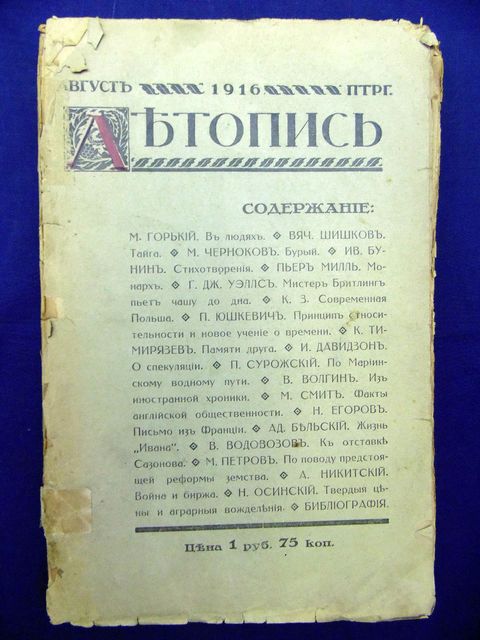 АВГУСТЪ 1916 ПТРГ.
ЛѢТОПИСЬ
СОДЕРЖАНІЕ:
М. ГОРЬКІЙ. Въ людяхъ. ВЯЧ. ШИШКОВЪ.
Тайга. М. ЧЕРНОКОВЪ. Бурый. ИВ. БУ-
НИНЪ. Стихотворенія. ПЬЕРЪ МИЛЛЬ. Мо-
нархъ. Г. ДЖ. УЭЛЛСЪ. Мистеръ Бритлингъ
пьетъ чашу до дна. К. З. Современная
Польша. П. ЮШКЕВИЧЪ. Принципъ относи-
тельности и новое ученіе о времени. К. ТИ-
МИРЯЗЕВЪ. Памяти друга. И. ДАВИДЗОНЪ.
О спекуляціи. П. СУРОЖСКІЙ. По Маріин-
скому водному пути. В. ВОЛГИНЪ. Изъ
иностранной хроники. М. СМИТЪ. Факты
англійской общественности. Н. ЕГОРОВЪ.
Письмо изъ Франціи. АД. БѢЛЬСКІЙ. Жизнь
„Ивана“. В. ВОДОВОЗОВЪ. Къ отставкѣ
Сазонова. М. ПЕТРОВЪ. По поводу предстоя-
щей реформы земства. А. НИКИТСКІЙ.
Война и биржа. Н. ОСИНСКІЙ. Твердыя цѣ-
ны и аграрныя вожделѣнія. БИБЛІОГРАФІЯ.
Цѣна 1 руб. 75 коп.